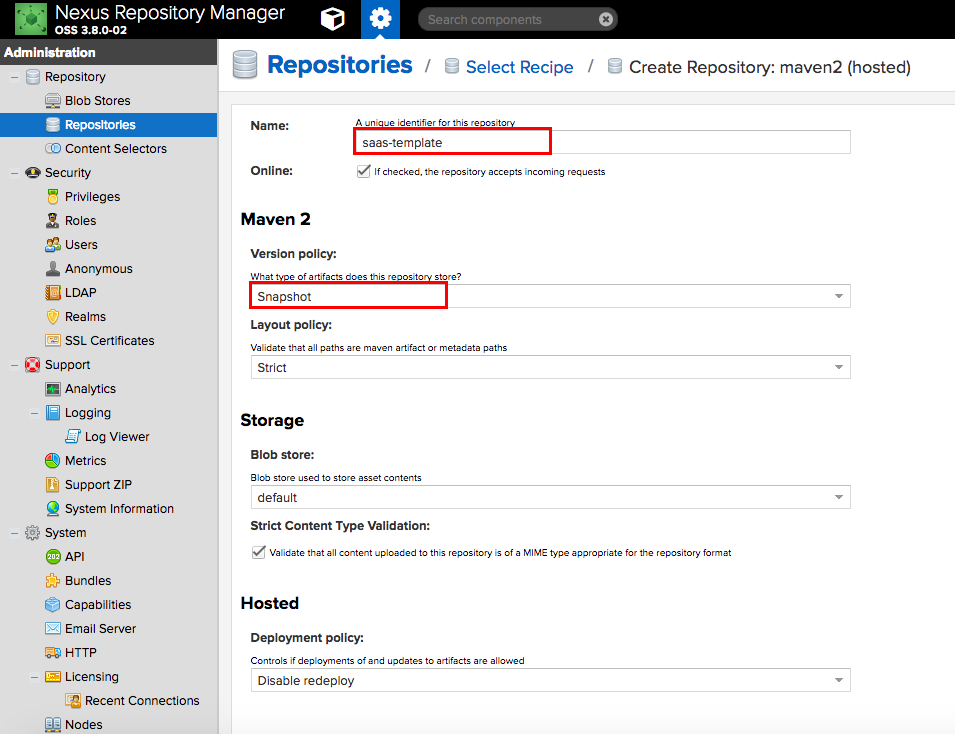 Nexus Repository Manager
OSS 3.8.0-02
Search components
Administration
Repository
Blob Stores
Repositories
Content Selectors
Security
Privileges
Roles
Users
Anonymous
LDAP
Realms
SSL Certificates
Support
Analytics
Logging
Log Viewer
Metrics
Support ZIP
System Information
System
202
API
Bundles
Capabilities
Email Server
HTTP
Licensing
Recent Connections
Nodes
Repositories / Select Recipe / Create Repository: maven2 (hosted)
Name:
A unique identifier for this repository
saas-template
Online:
If checked, the repository accepts incoming requests
Maven 2
Version policy:
What type of artifacts does this repository store?
Snapshot
Layout policy:
Validate that all paths are maven artifact or metadata paths
Strict
Storage
Blob store:
Blob store used to store asset contents
default
Strict Content Type Validation:
Validate that all content uploaded to this repository is of a MIME type appropriate for the repository format
Hosted
Deployment policy:
Controls if deployments of and updates to artifacts are allowed
Disable redeploy